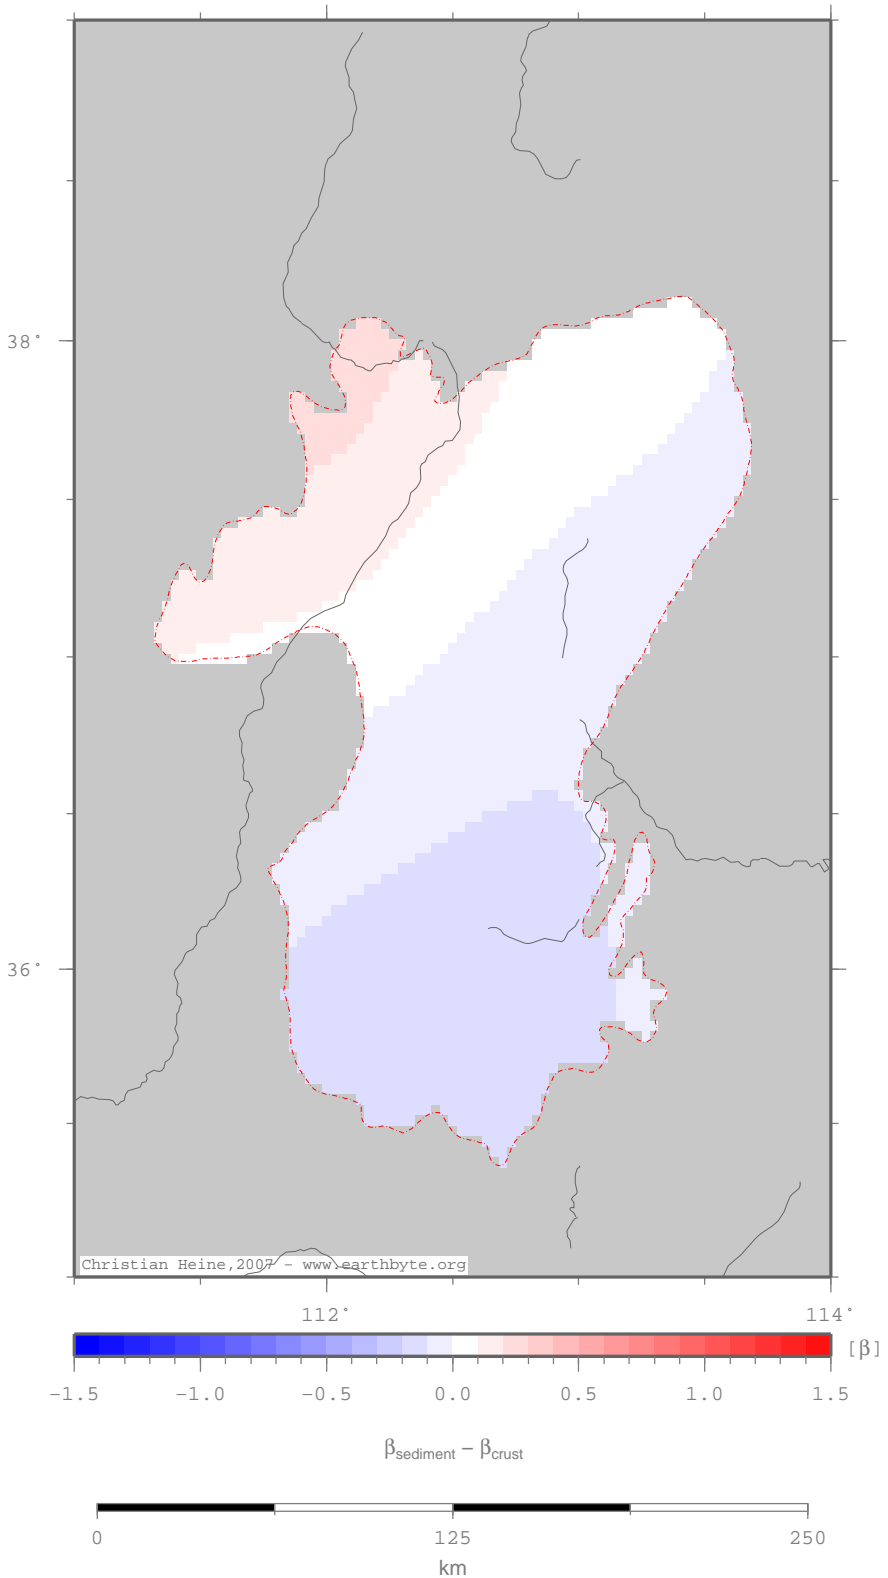 38°
36°
Christian Heine,2007 - www.earthbyte.org
112° 114°
[β]
-1.5 -1.0 -0.5 0.0 0.5 1.0 1.5
βsediment - βcrust
0 125 250
km